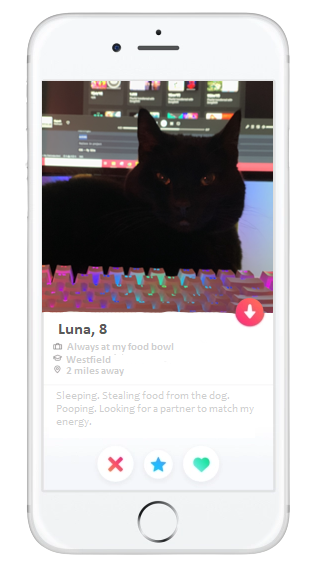 Luna, 8
Always at my food bowl
Westfield
2 miles away
Sleeping. Stealing food from the dog.
Pooping. Looking for a partner to match my
energy.